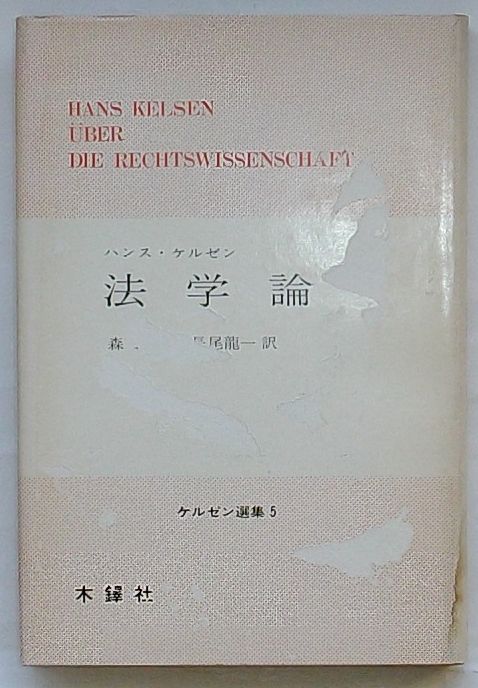 HANS KELSEN
ÜBER
DIE RECHTSWISSENSCHAFT
ハンス・ケルゼン
法学論
森 長尾龍一訳
ケルゼン選集5
木鐸社